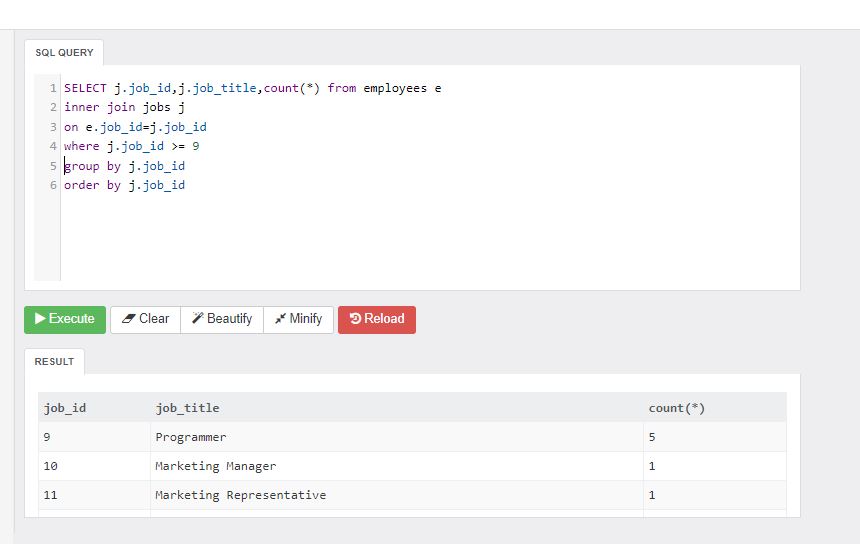 SQL QUERY
1 SELECT j.job_id,j.job_title,count(*) from employees e
2 inner join jobs j
3 on e.job_id=j.job_id
4 where j.job_id >= 9
5 group by j.job_id
6 order by j.job_id
Execute Clear Beautify Minify Reload
RESULT
job_id job_title count(*)
9 Programmer 5
10 Marketing Manager 1
11 Marketing Representative 1